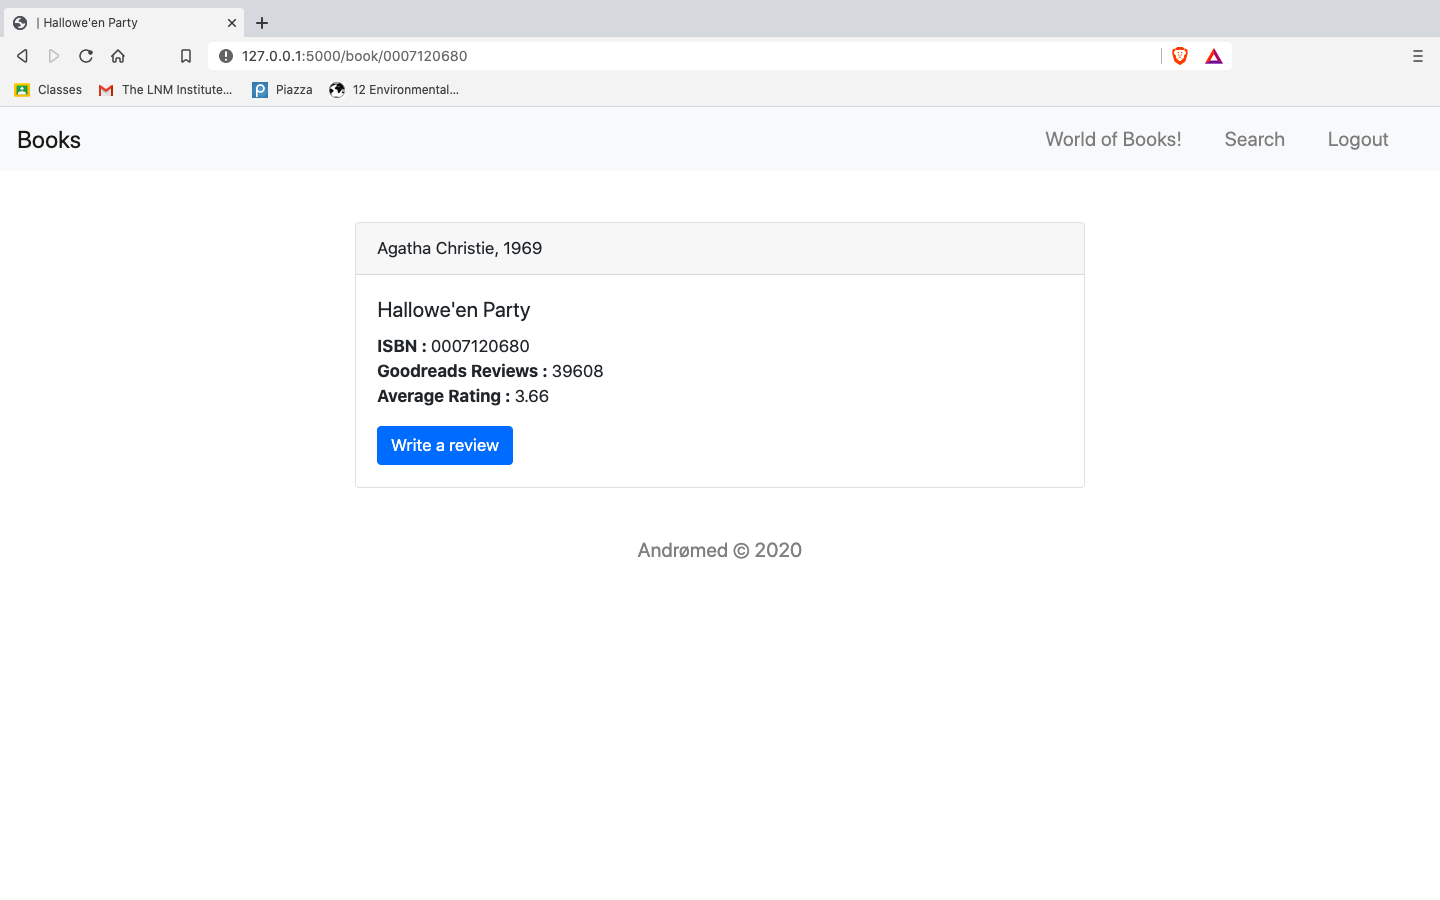 | Hallowe'en Party
127.0.0.1:5000/book/0007120680
Classes The LNM Institute... Piazza 12 Environmental...
Books World of Books! Search Logout
Agatha Christie, 1969
Hallowe'en Party
ISBN : 0007120680
Goodreads Reviews : 39608
Average Rating : 3.66
Write a review
Andrømed © 2020